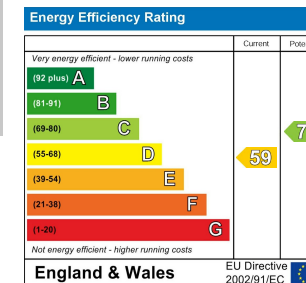 Energy Efficiency Rating
Current
Very energy efficient - lower running costs
(92 plus) A
(81-91) B
(69-80) C
(55-68) D
59
(39-54) E
(21-38) F
(1-20) G
Not energy efficient - higher running costs
England & Wales
EU Directive
2002/91/EC